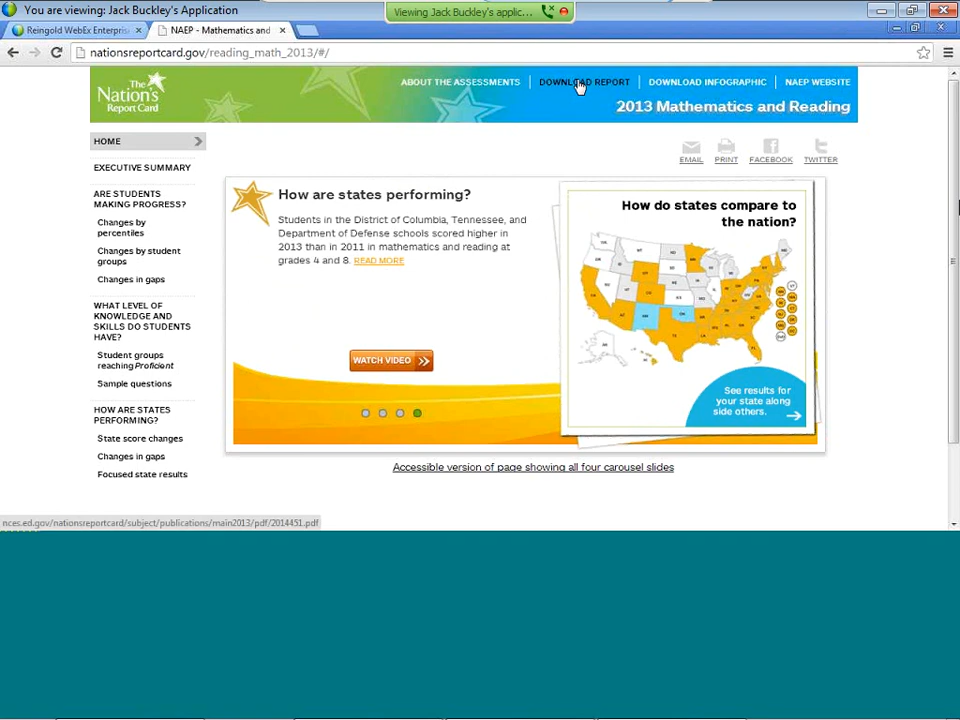 You are viewing: Jack Buckley's Application
Viewing Jack Buckley's applic...
Reingold WebEx Enterpris
NAEP - Mathematics and
nationsreportcard.gov/reading_math_2013/#/
The Nation's Report Card
ABOUT THE ASSESSMENTS
DOWNLOAD REPORT
DOWNLOAD INFOGRAPHIC
NAEP WEBSITE
2013 Mathematics and Reading
HOME
EMAIL
PRINT
FACEBOOK
TWITTER
EXECUTIVE SUMMARY
ARE STUDENTS
MAKING PROGRESS?
Changes by
percentiles
Changes by student
groups
Changes in gaps
WHAT LEVEL OF
KNOWLEDGE AND
SKILLS DO STUDENTS
HAVE?
Student groups
reaching Proficient
Sample questions
HOW ARE STATES
PERFORMING?
State score changes
Changes in gaps
Focused state results
How are states performing?
Students in the District of Columbia, Tennessee, and
Department of Defense schools scored higher in
2013 than in 2011 in mathematics and reading at
grades 4 and 8. READ MORE
WATCH VIDEO
How do states compare to
the nation?
See results for
your state along
side others.
Accessible version of page showing all four carousel slides
nces.ed.gov/nationsreportcard/subject/publications/main2013/pdf/2014451.pdf